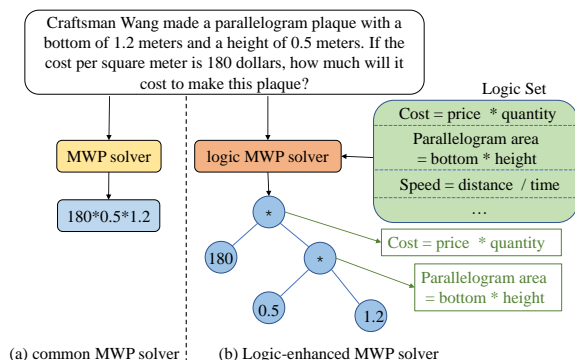 Craftsman Wang made a parallelogram plaque with a
bottom of 1.2 meters and a height of 0.5 meters. If the
cost per square meter is 180 dollars, how much will it
cost to make this plaque?
Logic Set
Cost = price * quantity
Parallelogram area
= bottom * height
Speed = distance / time
…
MWP solver
logic MWP solver
180*0.5*1.2
*
180
*
0.5
1.2
Cost = price * quantity
Parallelogram area
= bottom * height
(a) common MWP solver
(b) Logic-enhanced MWP solver